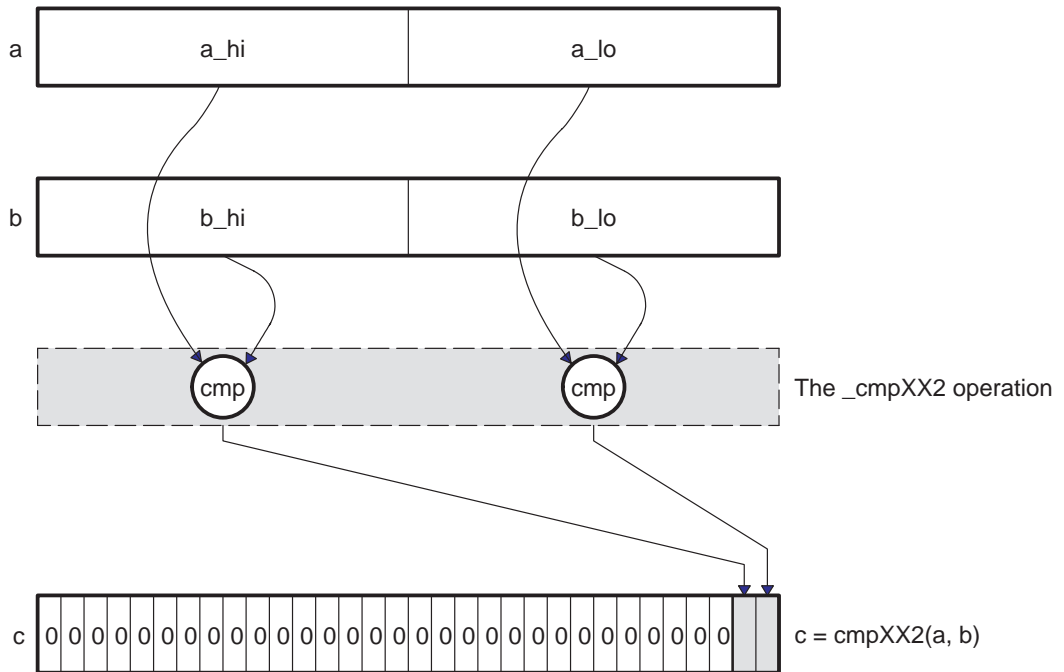 a a_hi a_lo
b b_hi b_lo
cmp cmp The _cmpXX2 operation
c 0 0 0 0 0 0 0 0 0 0 0 0 0 0 0 0 0 0 0 0 0 0 0 0 0 0 0 0 0 0 c = cmpXX2(a, b)